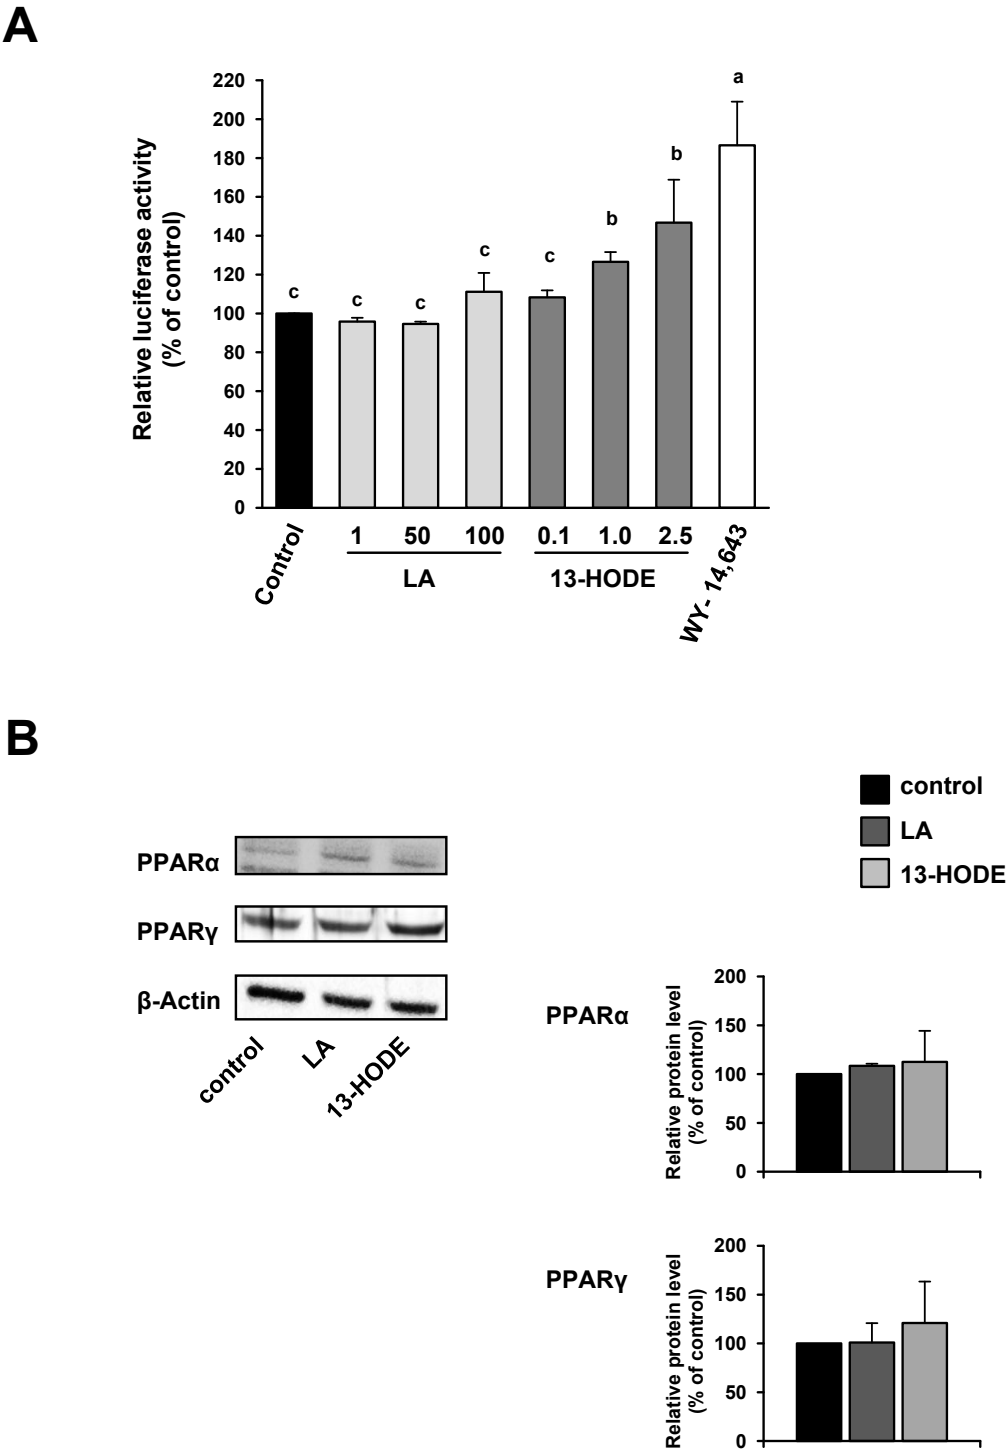 A
Relative luciferase activity
(% of control)
220
200
180
160
140
120
100
80
60
40
20
0
c
c
c
c
c
b
b
a
Control
1 50 100 0.1 1.0 2.5
LA 13-HODE
WY- 14,643
B
control
LA
13-HODE
PPARα
PPARγ
β-Actin
control LA 13-HODE
PPARα
Relative protein level
(% of control)
200
150
100
50
0
PPARγ
Relative protein level
(% of control)
200
150
100
50
0